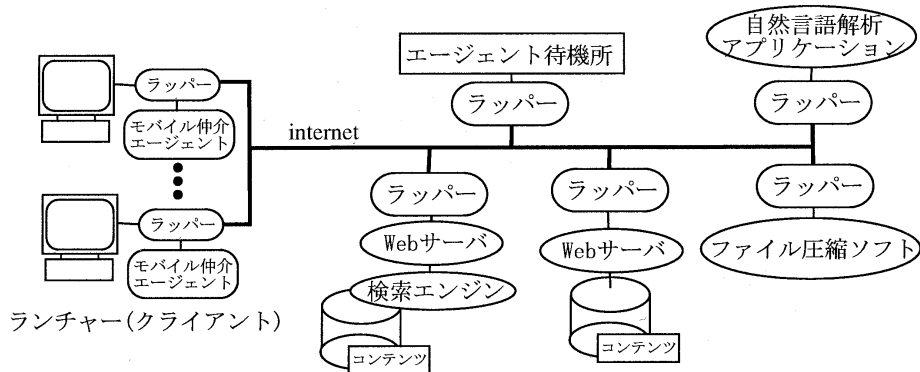 ラッパー
モバイル仲介
エージェント
ラッパー
モバイル仲介
エージェント
ランチャー(クライアント)
internet
エージェント待機所
ラッパー
自然言語解析
アプリケーション
ラッパー
ラッパー
Webサーバ
検索エンジン
コンテンツ
ラッパー
Webサーバ
コンテンツ
ラッパー
ファイル圧縮ソフト